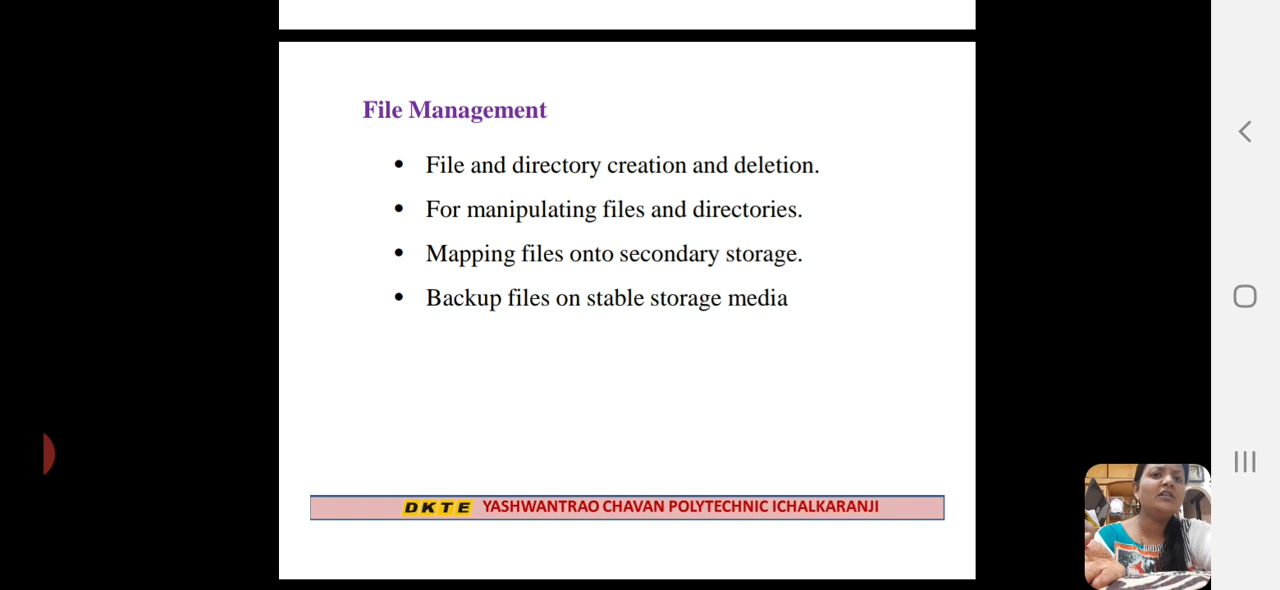 File Management
• File and directory creation and deletion.
• For manipulating files and directories.
• Mapping files onto secondary storage.
• Backup files on stable storage media
DKTE YASHWANTRAO CHAVAN POLYTECHNIC ICHALKARANJI